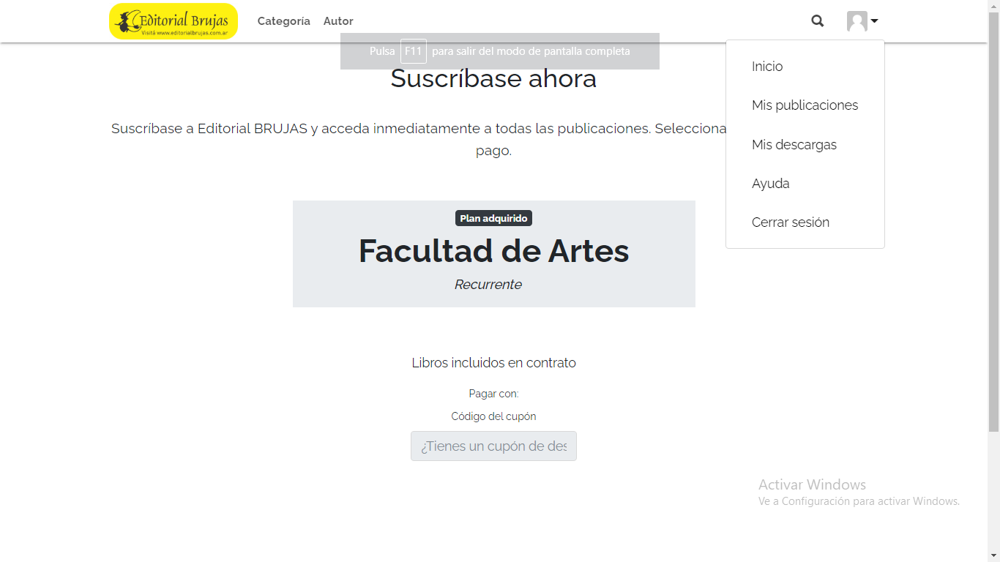 Editorial Brujas
Visitá www.editorialbrujas.com.ar
Categoría
Autor
Pulsa F11 para salir del modo de pantalla completa
Suscríbase ahora
Suscríbase a Editorial BRUJAS y acceda inmediatamente a todas las publicaciones. Selecciona
pago.
Inicio
Mis publicaciones
Mis descargas
Ayuda
Cerrar sesión
Plan adquirido
Facultad de Artes
Recurrente
Libros incluidos en contrato
Pagar con:
Código del cupón
¿Tienes un cupón de des
Activar Windows
Ve a Configuración para activar Windows.